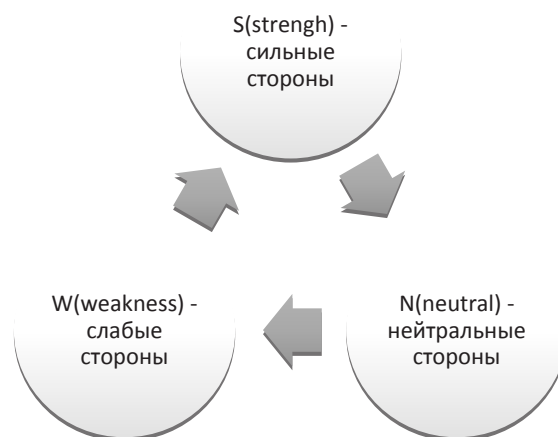 S(strengh) -
сильные
стороны
W(weakness) -
слабые
стороны
N(neutral) -
нейтральные
стороны